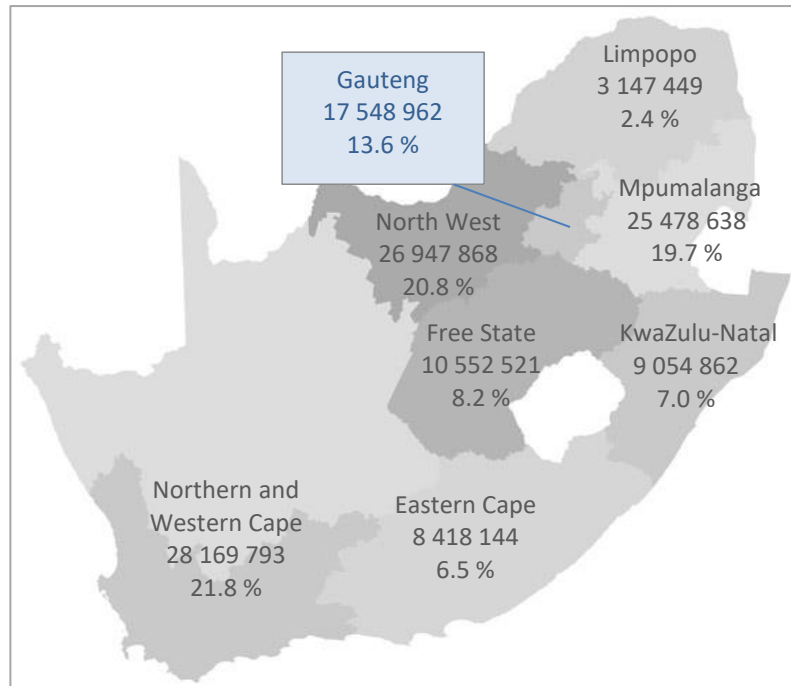 Limpopo
3 147 449
2.4 %
Gauteng
17 548 962
13.6 %
Mpumalanga
25 478 638
19.7 %
North West
26 947 868
20.8 %
Free State
10 552 521
8.2 %
KwaZulu-Natal
9 054 862
7.0 %
Northern and
Western Cape
28 169 793
21.8 %
Eastern Cape
8 418 144
6.5 %